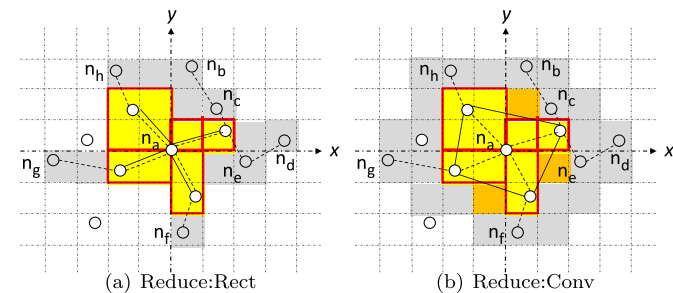 y
n_h
n_b
n_c
n_a
x
n_g
n_e
n_d
n_f
(a) Reduce:Rect
y
n_h
n_b
n_c
n_a
x
n_g
n_e
n_d
n_f
(b) Reduce:Conv